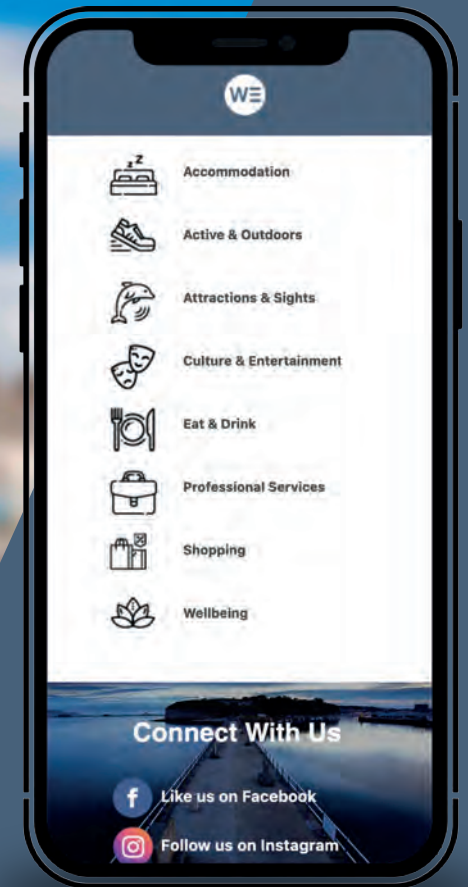 WE
zZ
Accommodation
Active & Outdoors
Attractions & Sights
Culture & Entertainment
Eat & Drink
Professional Services
Shopping
Wellbeing
Connect With Us
f Like us on Facebook
Follow us on Instagram